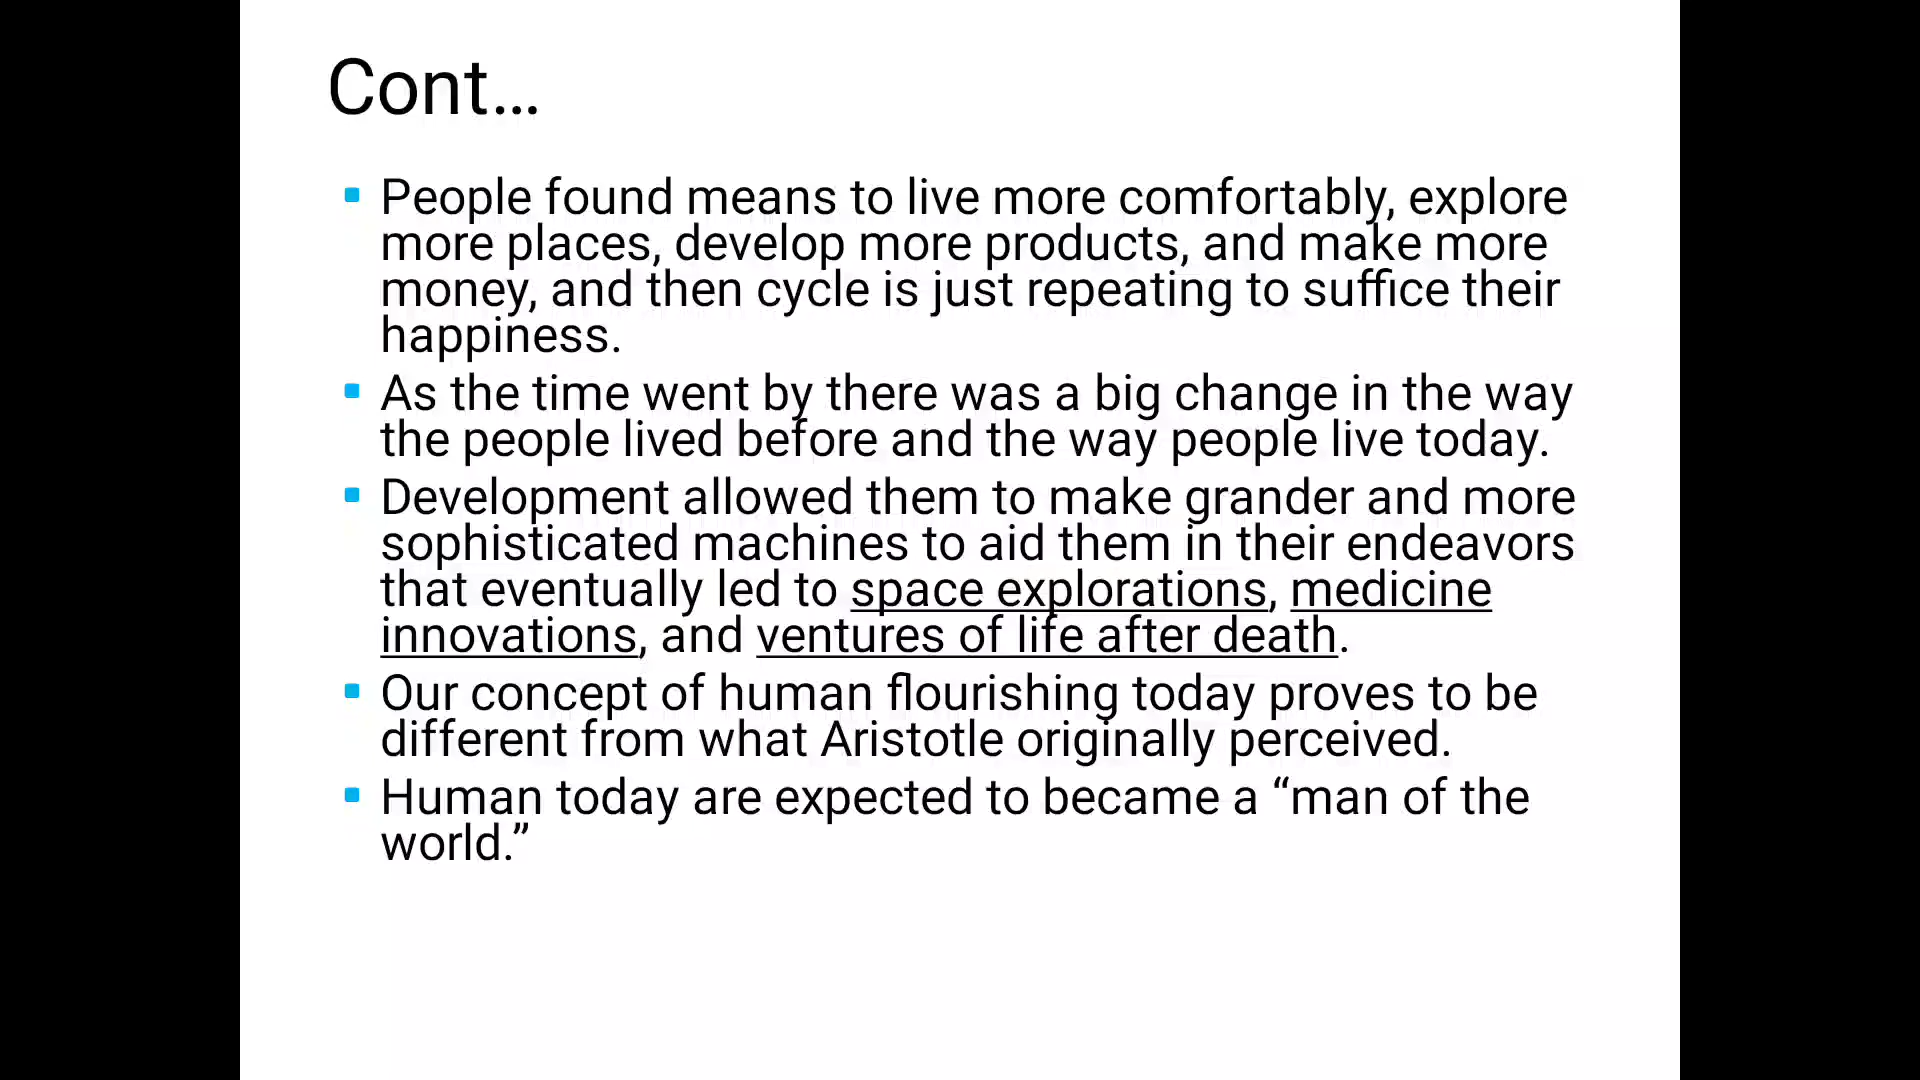 Cont…
People found means to live more comfortably, explore
more places, develop more products, and make more
money, and then cycle is just repeating to suffice their
happiness.
As the time went by there was a big change in the way
the people lived before and the way people live today.
Development allowed them to make grander and more
sophisticated machines to aid them in their endeavors
that eventually led to space explorations, medicine
innovations, and ventures of life after death.
Our concept of human flourishing today proves to be
different from what Aristotle originally perceived.
Human today are expected to became a “man of the
world.”